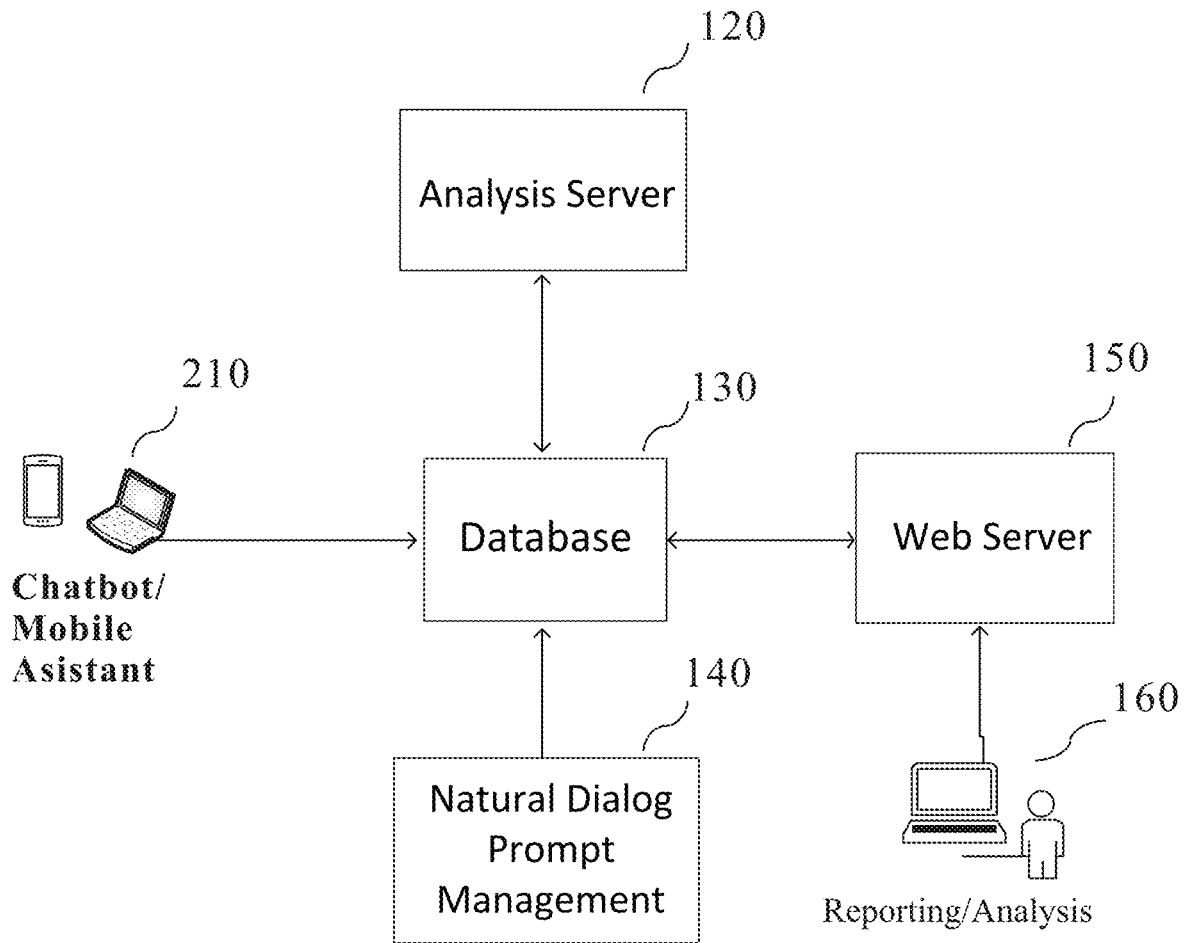 120
Analysis Server
210
130
150
Database
Web Server
Chatbot/
Mobile
Asistant
140
160
Natural Dialog
Prompt
Management
Reporting/Analysis